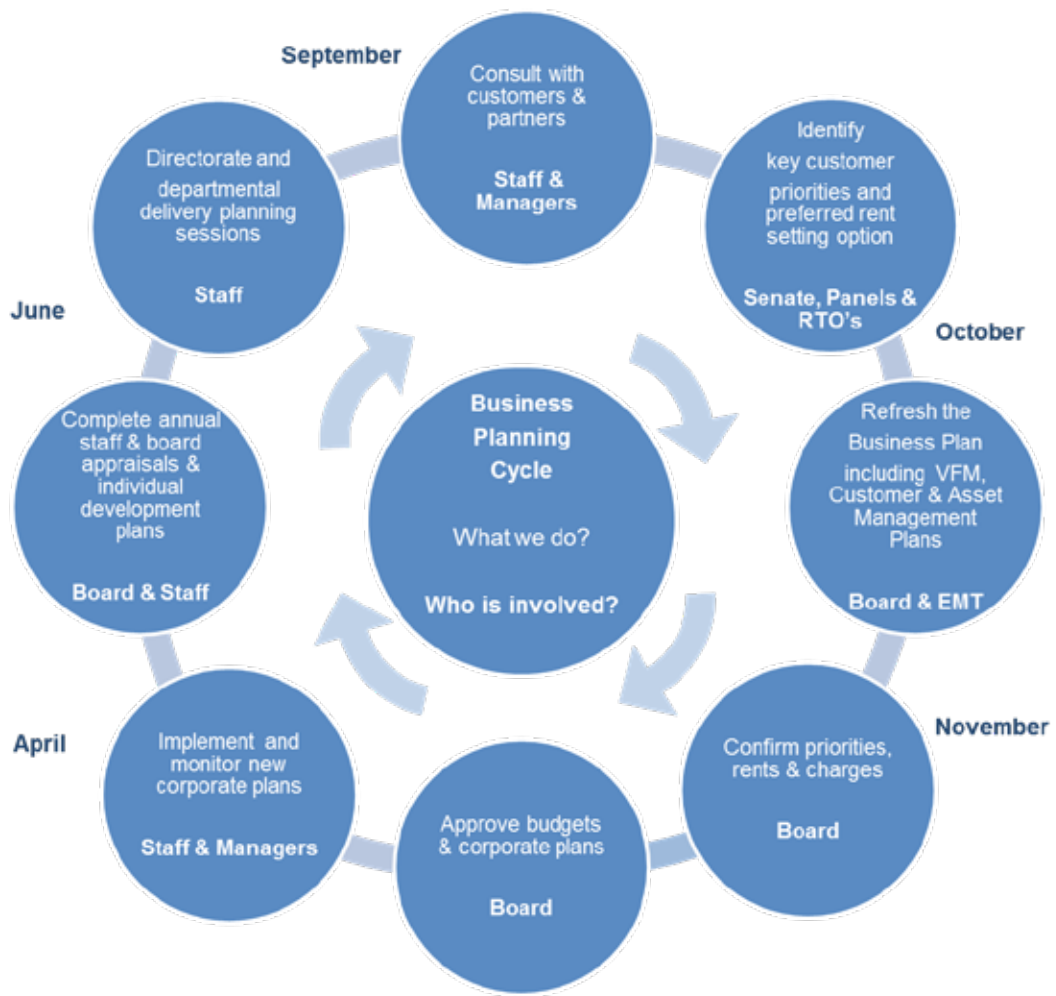 September
Consult with
customers &
partners
Staff &
Managers
Identify
key customer
priorities and
preferred rent
setting option
Senate, Panels &
RTO's
October
Refresh the
Business Plan
including VFM,
Customer & Asset
Management
Plans
Board & EMT
November
Confirm priorities,
rents & charges
Board
Approve budgets
& corporate plans
Board
Implement and
monitor new
corporate plans
Staff & Managers
April
Complete annual
staff & board
appraisals &
individual
development
plans
Board & Staff
June
Directorate and
departmental
delivery planning
sessions
Staff
Business
Planning
Cycle
What we do?
Who is involved?